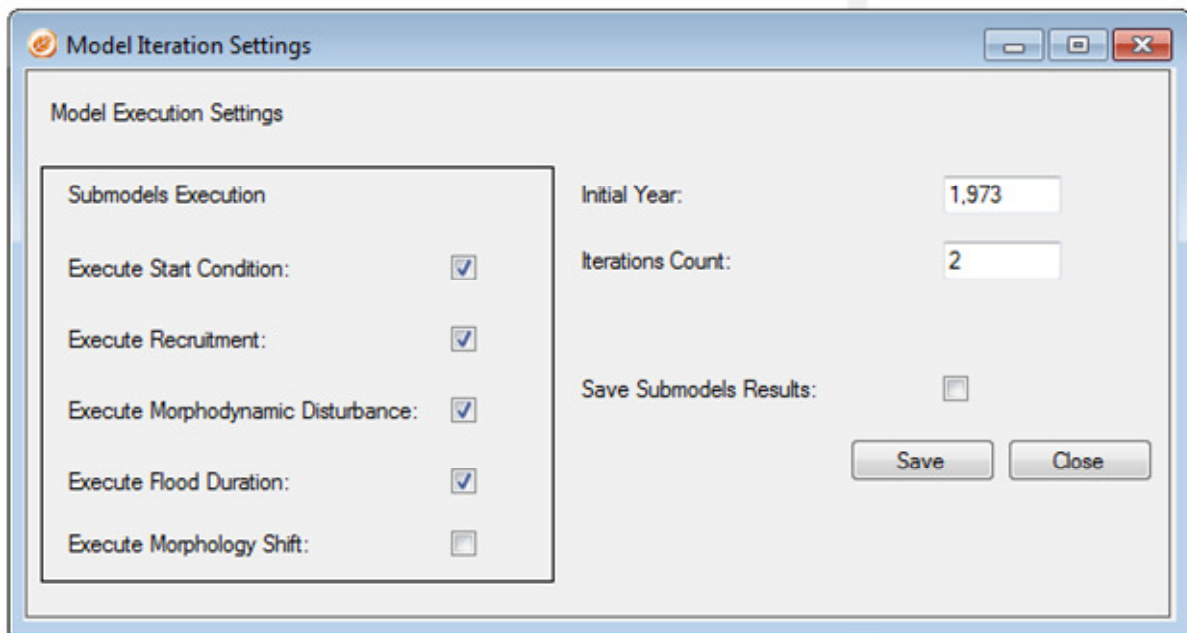 Model Iteration Settings
Model Execution Settings
Submodels Execution
Execute Start Condition:
Execute Recruitment:
Execute Morphodynamic Disturbance:
Execute Flood Duration:
Execute Morphology Shift:
Initial Year: 1,973
Iterations Count: 2
Save Submodels Results:
Save Close